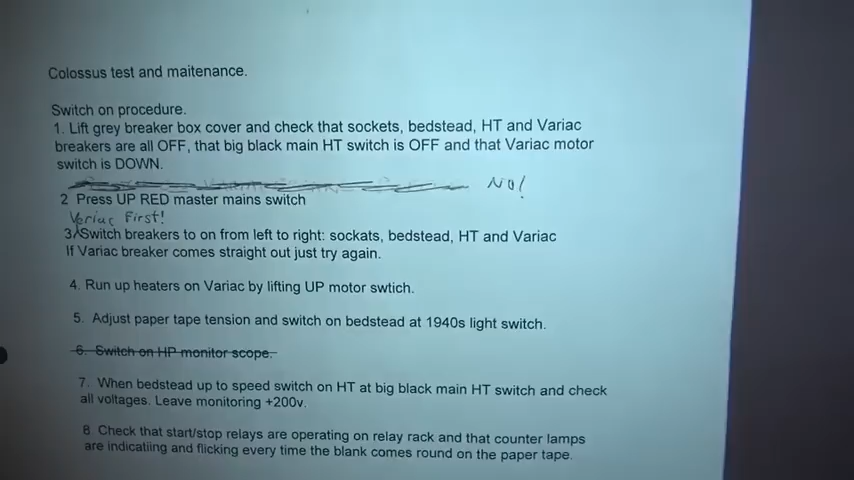 Colossus test and maitenance.
Switch on procedure.
1. Lift grey breaker box cover and check that sockets, bedstead, HT and Variac
breakers are all OFF, that big black main HT switch is OFF and that Variac motor
switch is DOWN.
NO!
2 Press UP RED master mains switch
Variac First!
3 Switch breakers to on from left to right: sockats, bedstead, HT and Variac
If Variac breaker comes straight out just try again.
4. Run up heaters on Variac by lifting UP motor swtich.
5. Adjust paper tape tension and switch on bedstead at 1940s light switch.
6. Switch on HP monitor scope.
7. When bedstead up to speed switch on HT at big black main HT switch and check
all voltages. Leave monitoring +200v.
8. Check that start/stop relays are operating on relay rack and that counter lamps
are indicatiing and flicking every time the blank comes round on the paper tape.